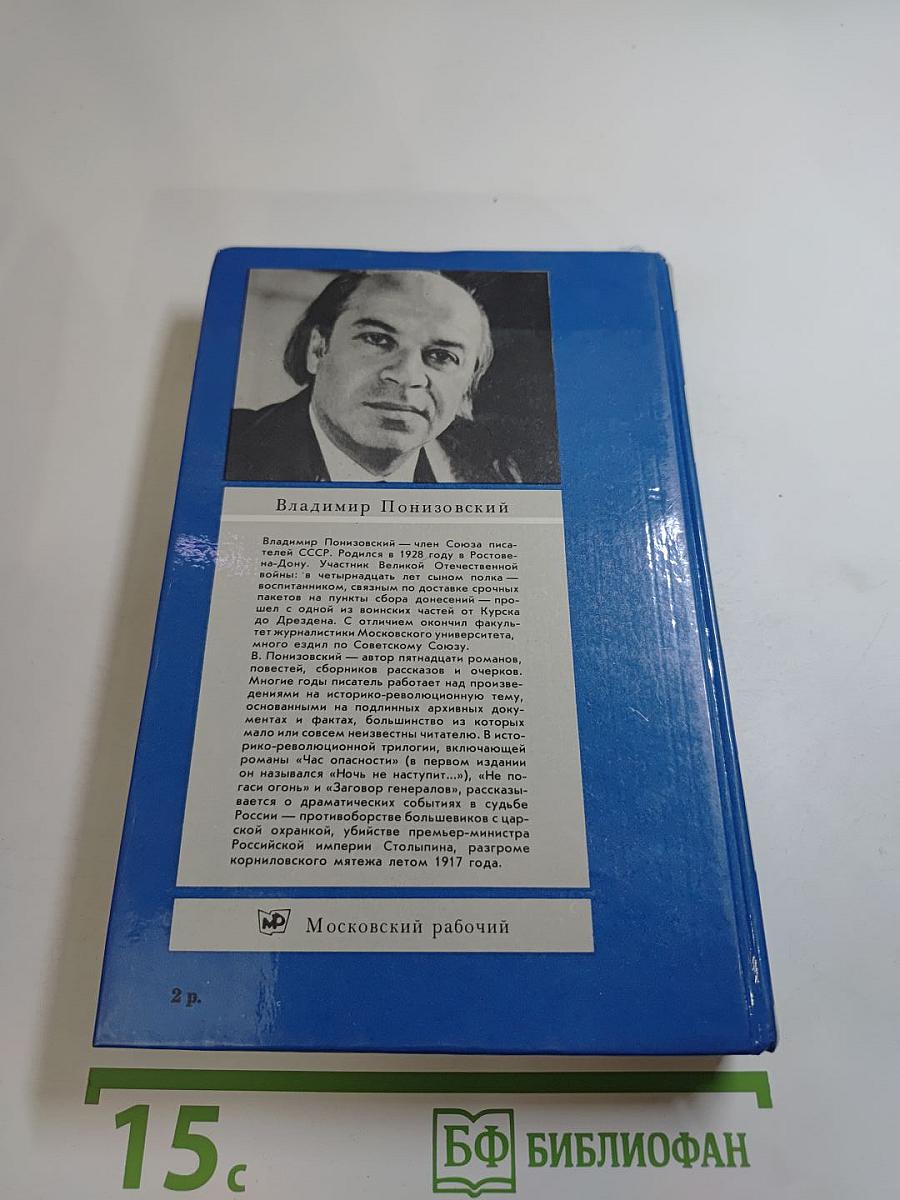 Владимир Понизовский
Владимир Понизовский — член Союза писа-
телей СССР. Родился в 1928 году в Ростове-
на-Дону. Участник Великой Отечественной
войны: в четырнадцать лет сыном полка —
воспитанником, связным по доставке срочных
пакетов на пункты сбора донесений — про-
шел с одной из воинских частей от Курска
до Дрездена. С отличием окончил факуль-
тет журналистики Московского университета,
много ездил по Советскому Союзу.
В. Понизовский — автор пятнадцати романов,
повестей, сборников рассказов и очерков.
Многие годы писатель работает над произве-
дениями на историко-революционную тему,
основанными на подлинных архивных доку-
ментах и фактах, большинство из которых
мало или совсем неизвестны читателю. В исто-
рико-революционной трилогии, включающей
романы «Час опасности» (в первом издании
он назывался «Ночь не наступит...»), «Не по-
гаси огонь» и «Заговор генералов», рассказы-
вается о драматических событиях в судьбе
России — противоборстве большевиков с цар-
ской охранкой, убийстве премьер-министра
Российской империи Столыпина, разгроме
корниловского мятежа летом 1917 года.
МР Московский рабочий
2 р.
15 с
БФ БИБЛИОФАН